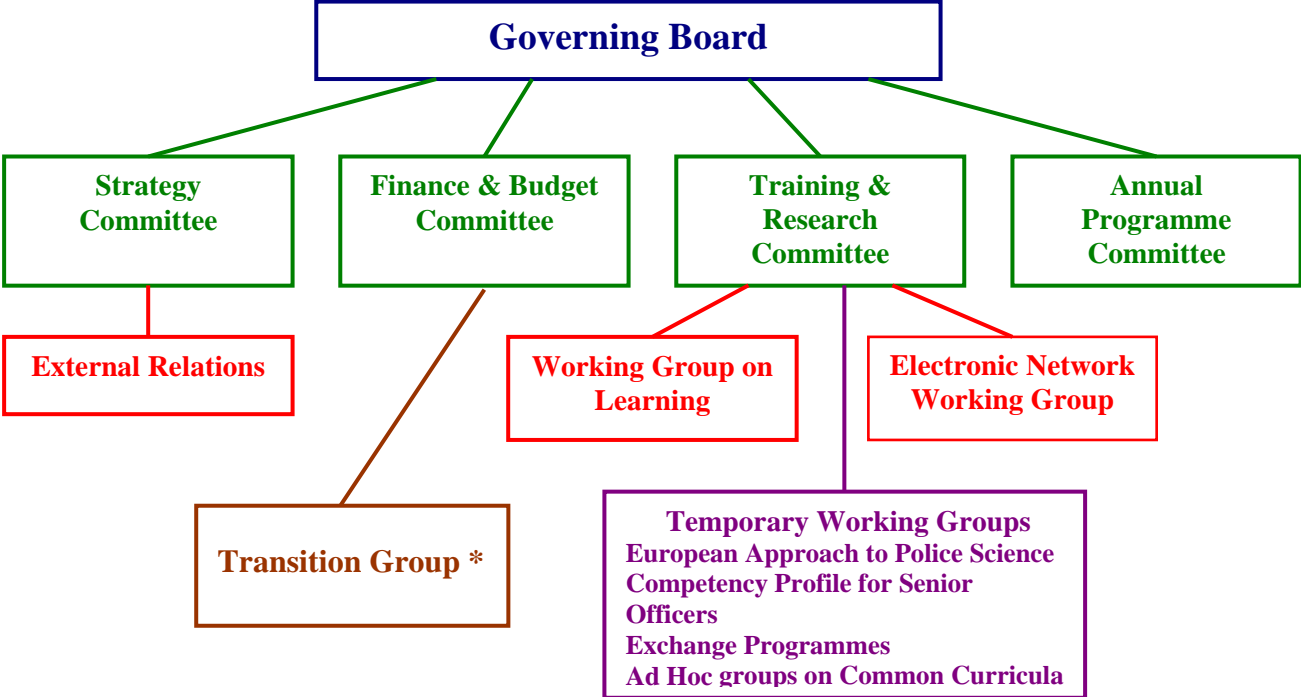 Governing Board
Strategy
Committee
Finance & Budget
Committee
Training &
Research
Committee
Annual
Programme
Committee
External Relations
Working Group on
Learning
Electronic Network
Working Group
Transition Group *
Temporary Working Groups
European Approach to Police Science
Competency Profile for Senior
Officers
Exchange Programmes
Ad Hoc groups on Common Curricula